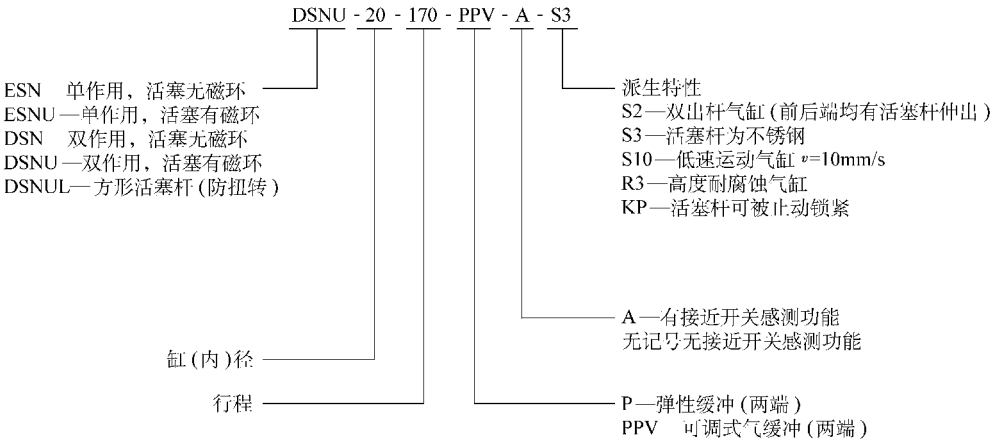 DSNU - 20 - 170 - PPV - A - S3
ESN 单作用，活塞无磁环
ESNU—单作用，活塞有磁环
DSN 双作用，活塞无磁环
DSNU—双作用，活塞有磁环
DSNUL—方形活塞杆(防扭转)
派生特性
S2—双出杆气缸(前后端均有活塞杆伸出)
S3—活塞杆为不锈钢
S10—低速运动气缸 v=10mm/s
R3—高度耐腐蚀气缸
KP—活塞杆可被止动锁紧
A—有接近开关感测功能
无记号无接近开关感测功能
缸(内)径
行程
P—弹性缓冲(两端)
PPV 可调式气缓冲(两端)